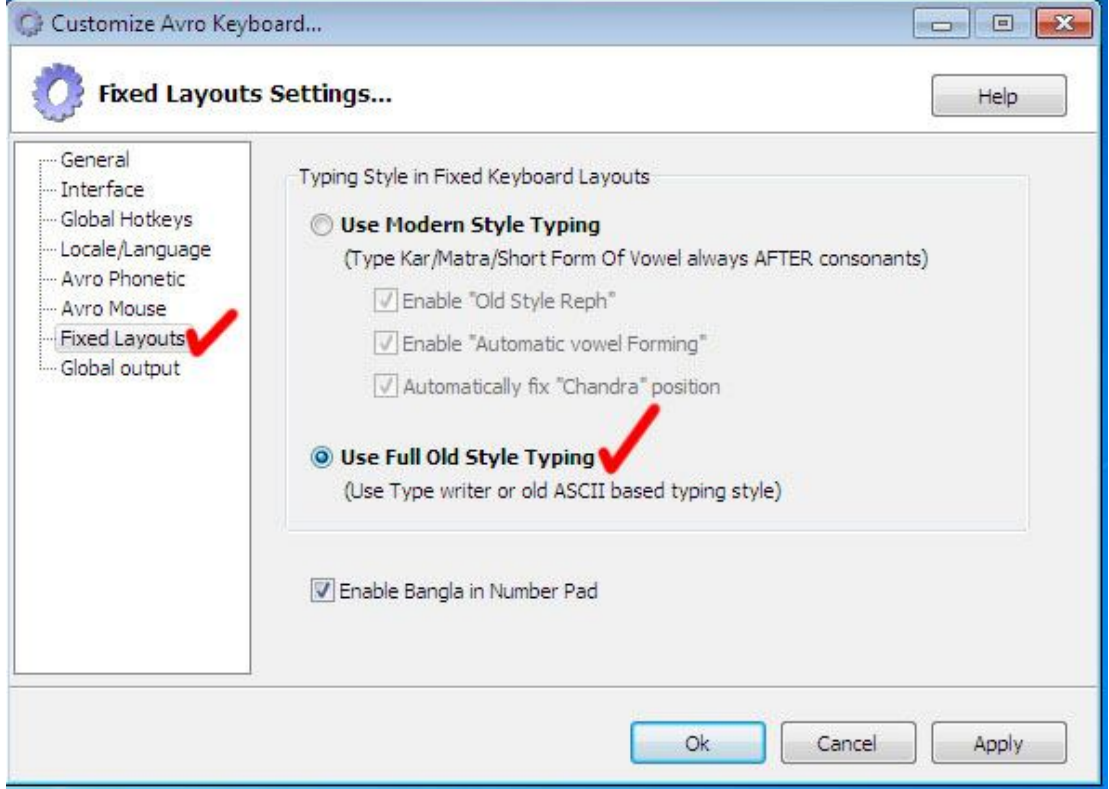 Customize Avro Keyboard...
Fixed Layouts Settings...
Help
General
Interface
Global Hotkeys
Locale/Language
Avro Phonetic
Avro Mouse
Fixed Layouts
Global output
Typing Style in Fixed Keyboard Layouts
Use Modern Style Typing
(Type Kar/Matra/Short Form Of Vowel always AFTER consonants)
Enable "Old Style Reph"
Enable "Automatic vowel Forming"
Automatically fix "Chandra" position
Use Full Old Style Typing
(Use Type writer or old ASCII based typing style)
Enable Bangla in Number Pad
Ok
Cancel
Apply